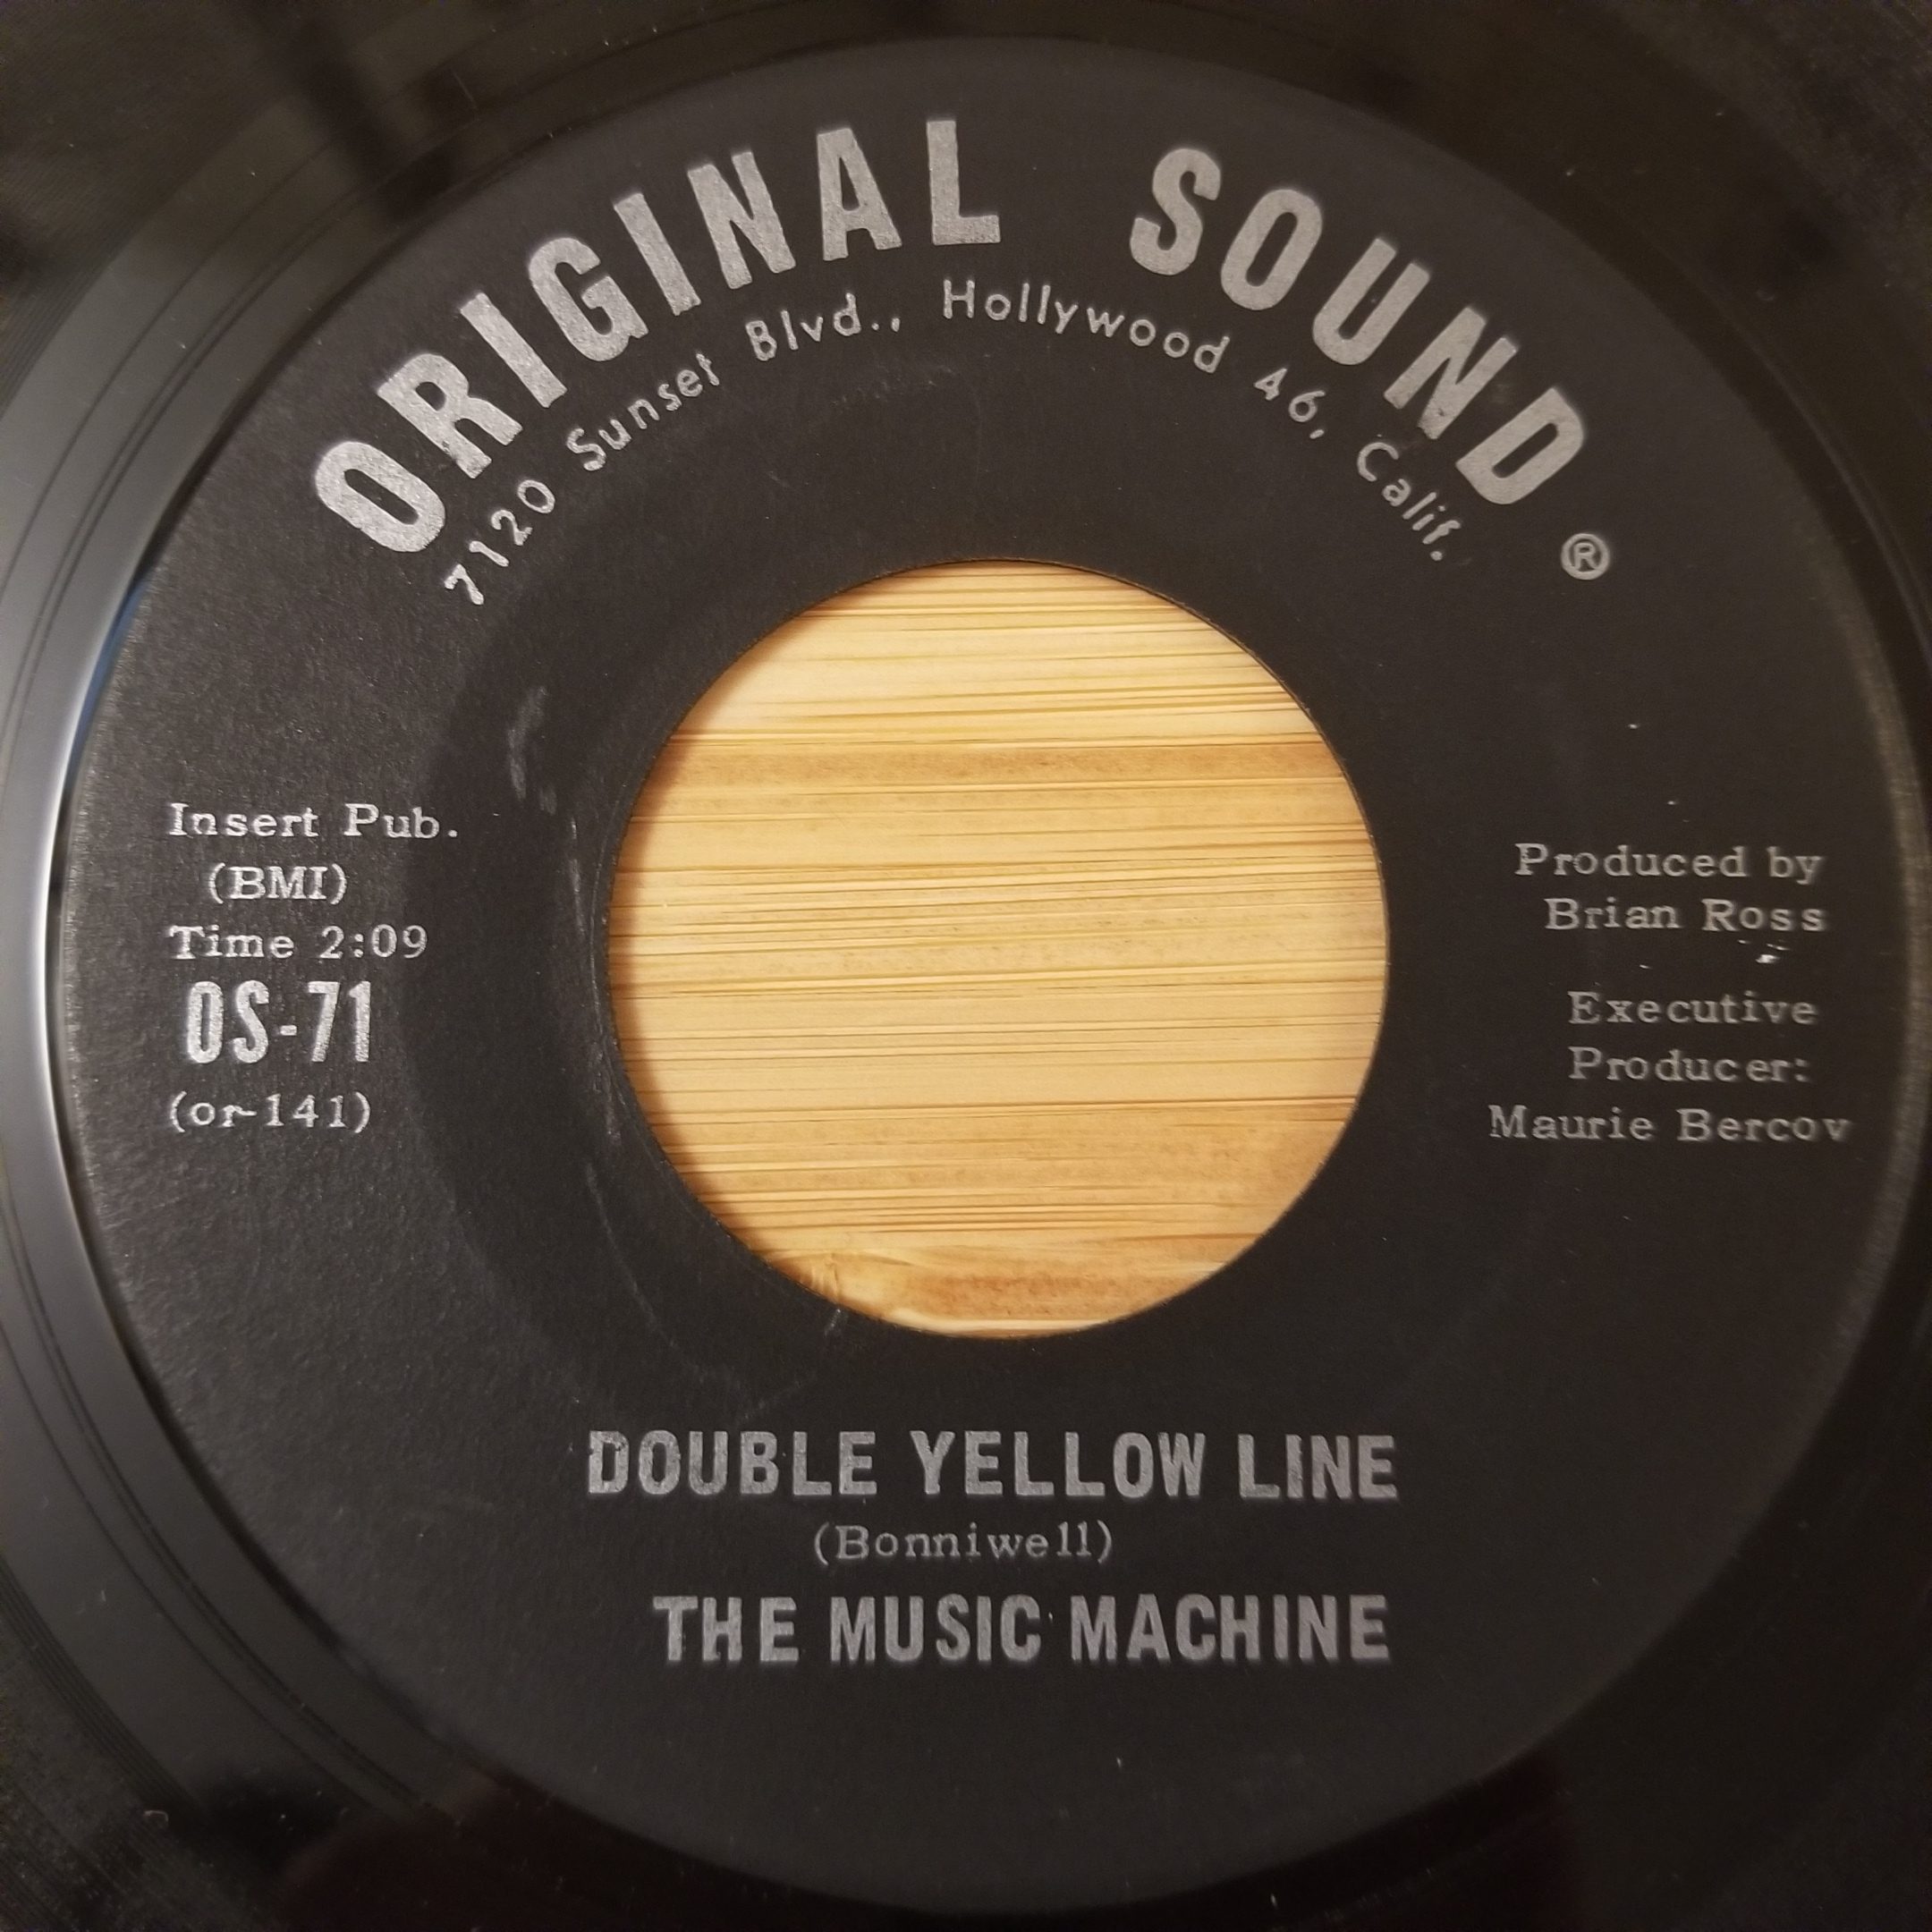 ORIGINAL SOUND ®
7120 Sunset Blvd., Hollywood 46, Calif.
Insert Pub.
(BMI)
Time 2:09
OS-71
(or-141)
Produced by
Brian Ross
Executive
Producer:
Maurie Bercov
DOUBLE YELLOW LINE
(Bonniwell)
THE MUSIC MACHINE